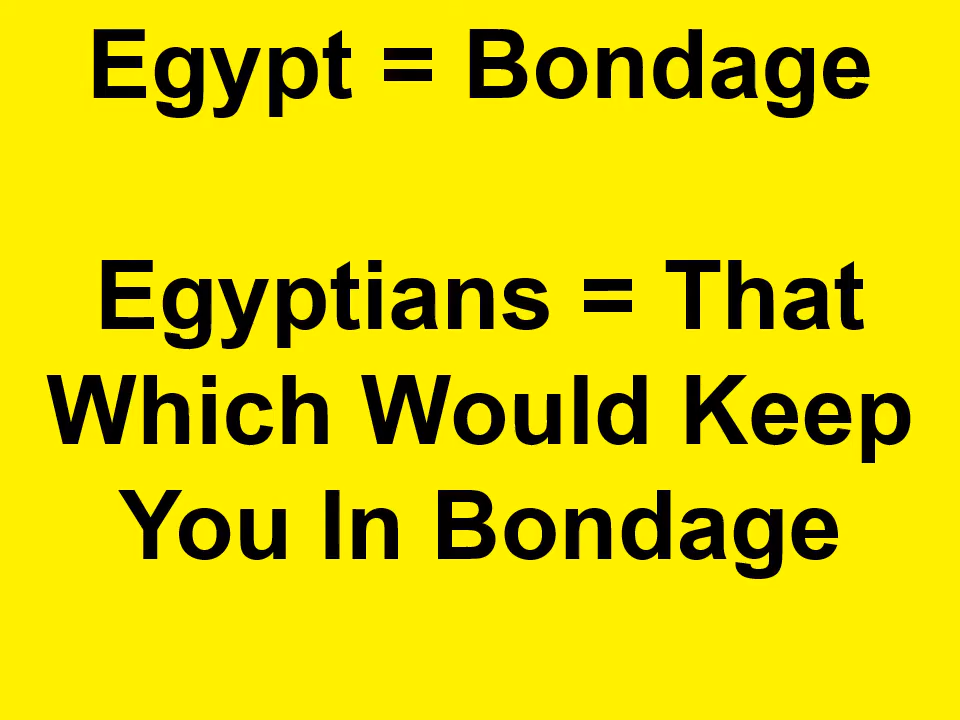 Egypt = Bondage
Egyptians = That
Which Would Keep
You In Bondage